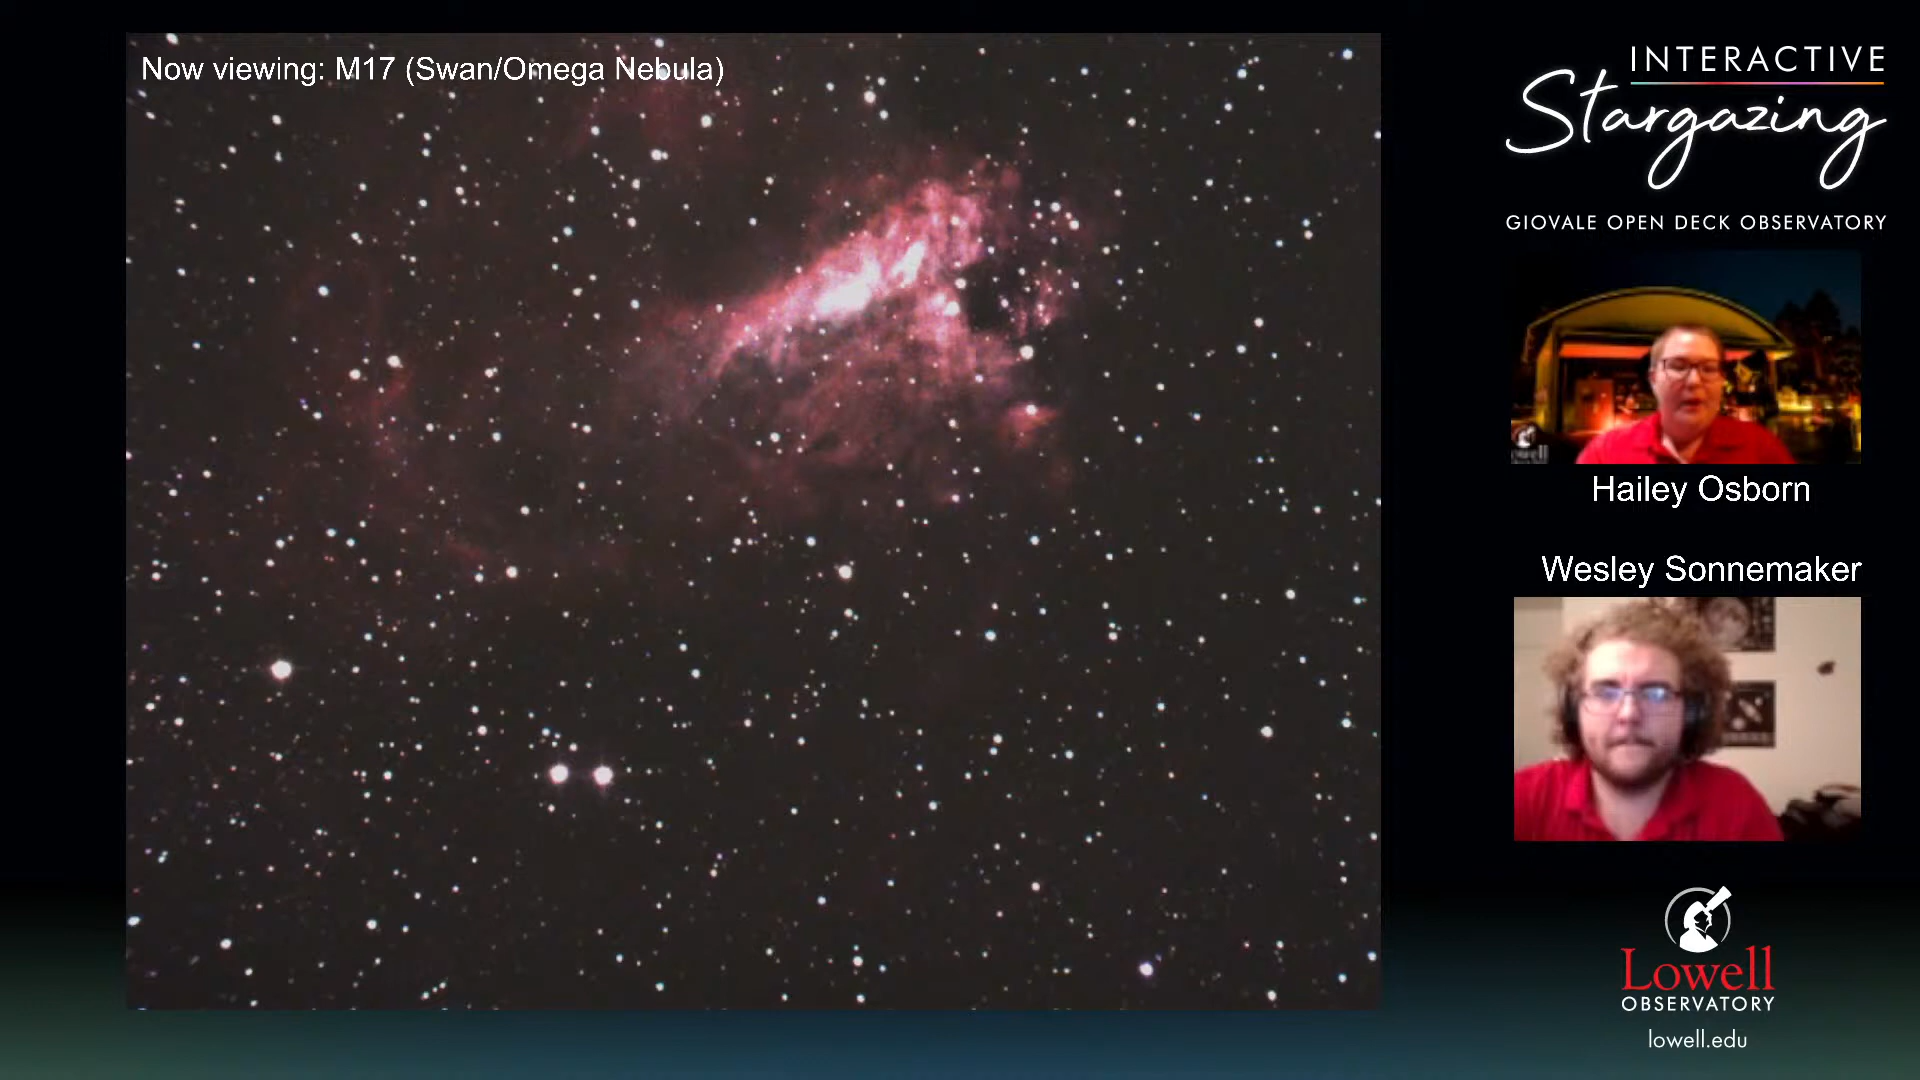 Now viewing: M17 (Swan/Omega Nebula)
INTERACTIVE
Stargazing
GIOVALE OPEN DECK OBSERVATORY
Lowell
Hailey Osborn
Wesley Sonnemaker
LOWELL
OBSERVATORY
lowell.edu